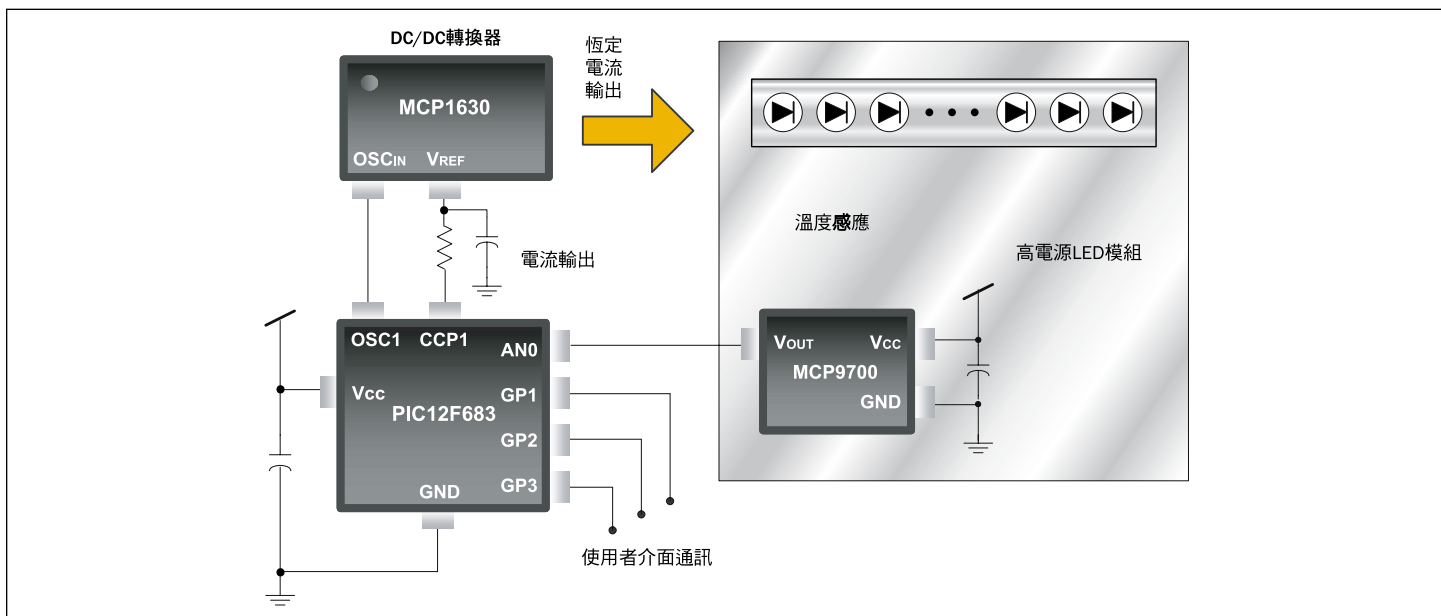 DC/DC轉換器
恆定
電流
輸出
MCP1630
OSCIN VREF
電流輸出
溫度感應
高電源LED模組
OSC1 CCP1
AN0
VOUT VCC
MCP9700
GND
Vcc
GP1
PIC12F683
GP2
GP3
GND
使用者介面通訊